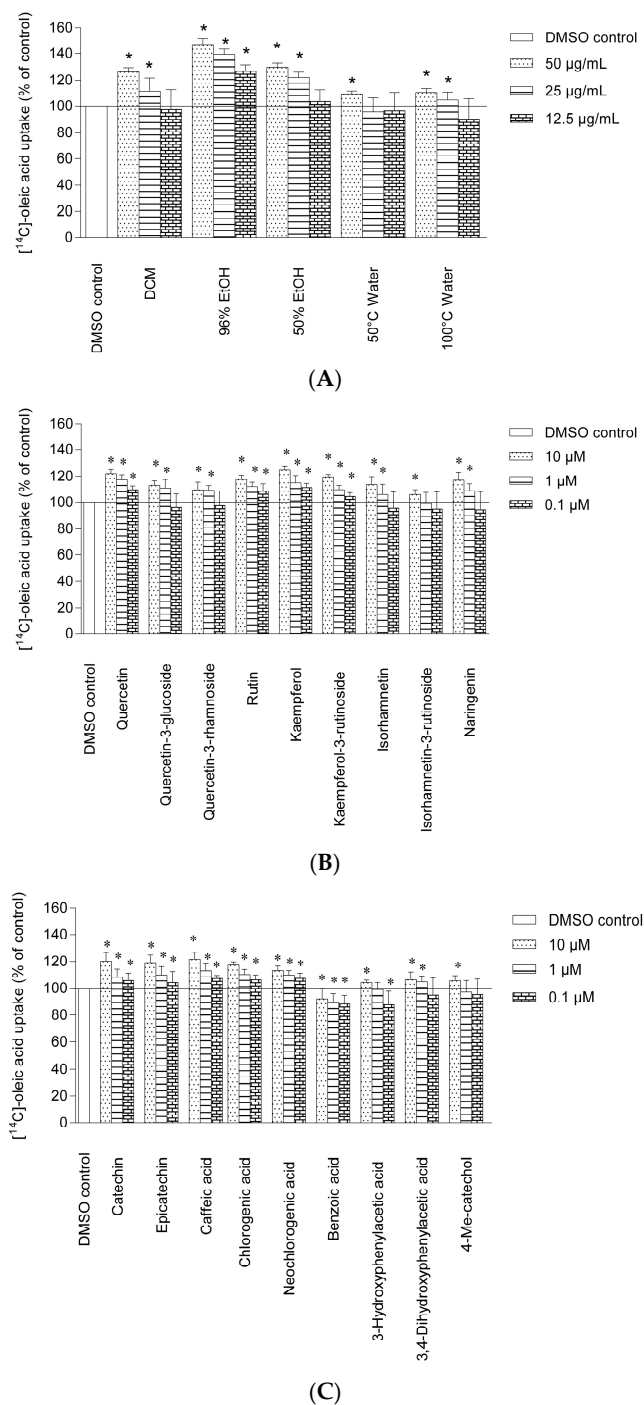 [¹⁴C]-oleic acid uptake (% of control)
160
140
120
100
80
60
40
20
0
* * * * * * * * * *
DMSO control
DCM
96% EtOH
50% EtOH
50°C Water
100°C Water
DMSO control
50 µg/mL
25 µg/mL
12.5 µg/mL
(A)
[¹⁴C]-oleic acid uptake (% of control)
160
140
120
100
80
60
40
20
0
* * * * * * * * * * * * * * * * * * * * * *
DMSO control
Quercetin
Quercetin-3-glucoside
Quercetin-3-rhamnoside
Rutin
Kaempferol
Kaempferol-3-rutinoside
Isorhamnetin
Isorhamnetin-3-rutinoside
Naringenin
DMSO control
10 µM
1 µM
0.1 µM
(B)
[¹⁴C]-oleic acid uptake (% of control)
160
140
120
100
80
60
40
20
0
* * * * * * * * * * * * * * * * * * * * * * *
DMSO control
Catechin
Epicatechin
Caffeic acid
Chlorogenic acid
Neochlorogenic acid
Benzoic acid
3-Hydroxyphenylacetic acid
3,4-Dihydroxyphenylacetic acid
4-Me-catechol
DMSO control
10 µM
1 µM
0.1 µM
(C)